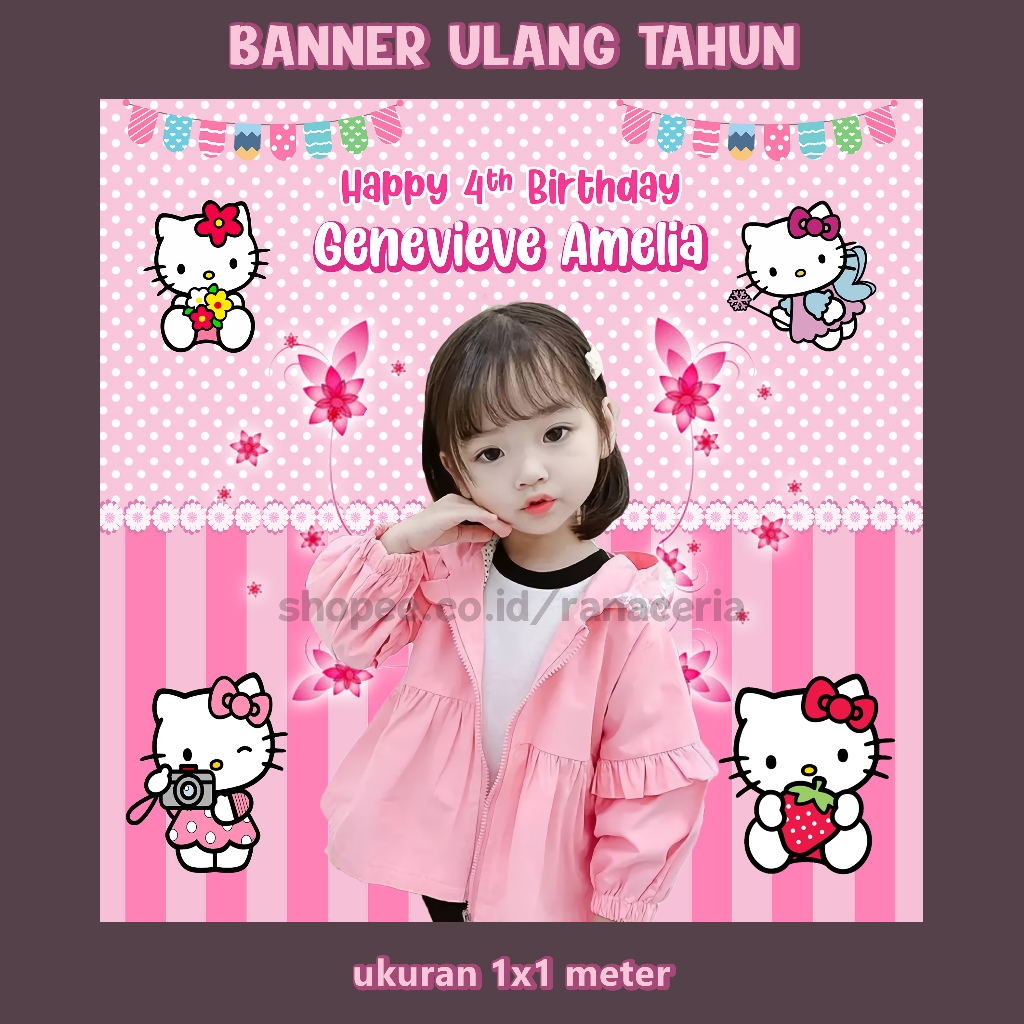 BANNER ULANG TAHUN
Happy 4th Birthday
Genevieve Amelia
shopee.co.id/ranaceria
ukuran 1x1 meter